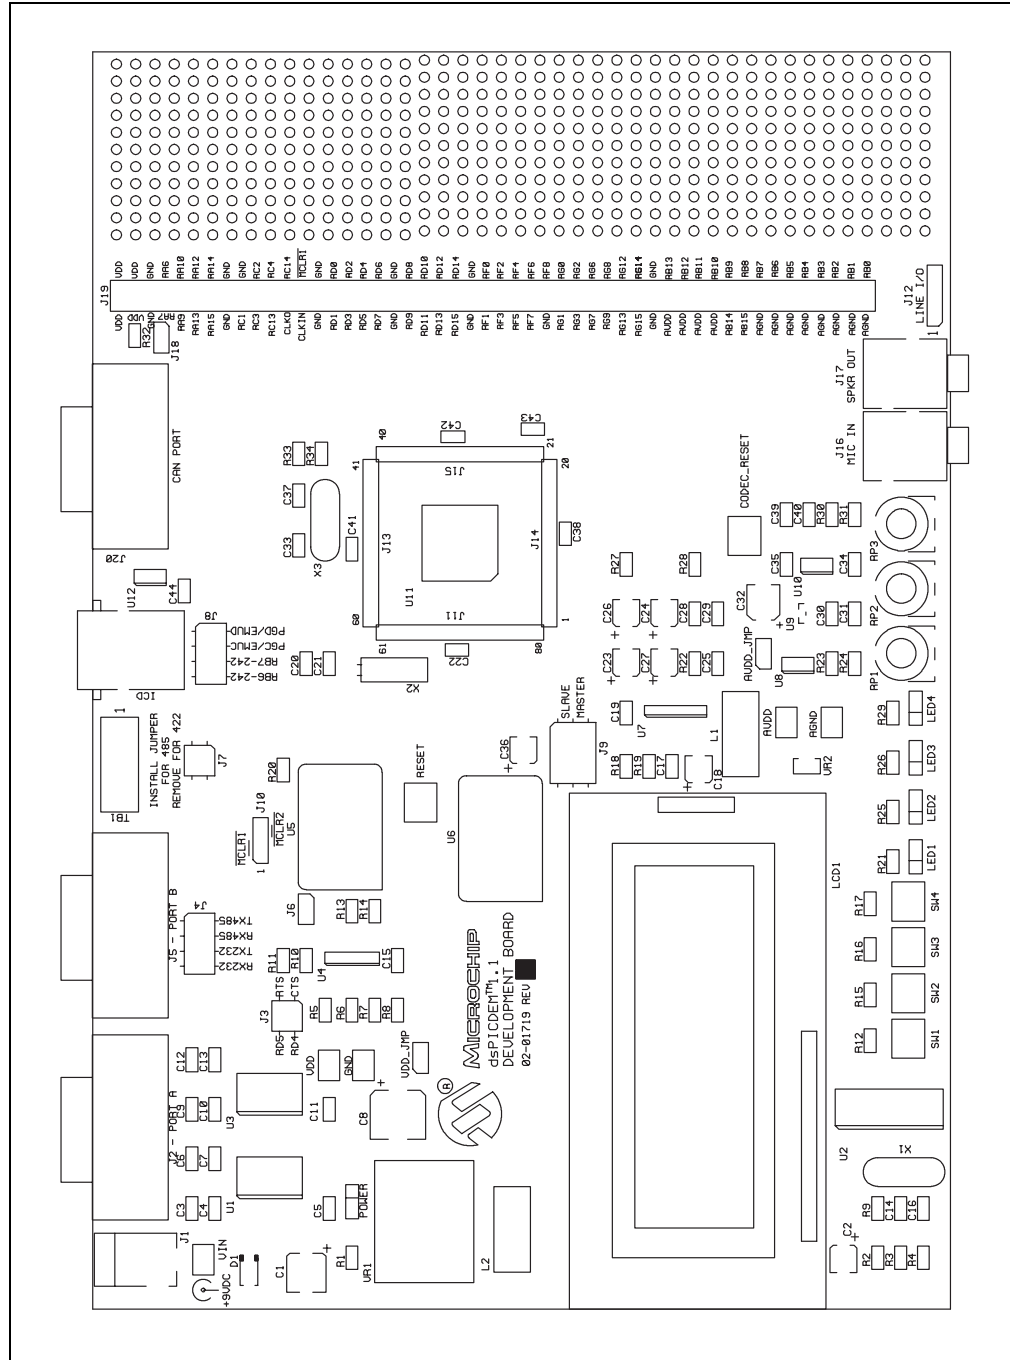 J19
VDD
VDD
GND
RA6
RA10
RA12
RA14
GND
GND
RC2
RC4
RC14
MCLR1
GND
RD0
RD2
RD4
RD6
GND
RD8
RD10
RD12
RD14
GND
RF0
RF2
RF4
RF6
RF8
RG0
RG2
RG6
RG8
RG12
RG14
GND
RB13
RB12
RB11
RB10
RB9
RB8
RB7
RB6
RB5
RB4
RB3
RB2
RB1
RB0
VDD
VDD
GND
RA7
RA9
RA13
RA15
GND
RC1
RC3
RC13
CLKO
CLKIN
GND
RD1
RD3
RD5
RD7
GND
RD9
RD11
RD13
RD15
GND
RF1
RF3
RF5
RF7
GND
RG1
RG3
RG7
RG9
RG13
RG15
GND
AVDD
AVDD
AVDD
AVDD
RB14
RB15
AGND
AGND
AGND
AGND
AGND
AGND
AGND
AGND
J12
LINE I/O
1
R32
J18
J17
SPKR OUT
J16
MIC IN
CAN PORT
J20
R33
R34
C37
C33
X3
C41
C42
C43
40
41
21
20
J15
J13
J14
J11
U11
C38
60
61
80
1
C22
X2
CODEC_RESET
C39
C40
R30
R31
C35
U10
C34
RP3
RP2
RP1
R27
R28
C26
C24
C28
C29
C32
U9
C30
C31
C23
C27
R22
C25
AVDD_JMP
U8
R23
R24
U12
C44
J8
PGD/EMUD
PGC/EMUC
RB7-242
RB6-242
ICD
C20
C21
TB1
1
INSTALL JUMPER
FOR 485
REMOVE FOR 422
J7
R20
J10
MCLR1
MCLR2
1
U5
RESET
C36
SLAVE
MASTER
J9
U6
C19
U7
R18
R19
C17
C18
L1
AVDD
AGND
VR2
R29
LED4
R26
LED3
R25
LED2
R21
LED1
LCD1
R17
SW4
R16
SW3
R15
SW2
R12
SW1
J5 - PORT B
J4
TX485
RX485
TX232
RX232
J6
R13
R14
R11
R10
U4
C15
RTS
CTS
J3
RD5
RD4
R5
R6
R7
R8
VDD
GND
VDD_JMP
MICROCHIP
dsPICDEM™1.1
DEVELOPMENT BOARD
02-01719 REV
®
J2 - PORT A
C12
C13
C9
C10
C6
C7
C3
C4
U3
U1
C11
C8
C5
POWER
J1
VIN
+9VDC
D1
C1
R1
VR1
L2
U2
X1
R9
C14
C16
C2
R2
R3
R4